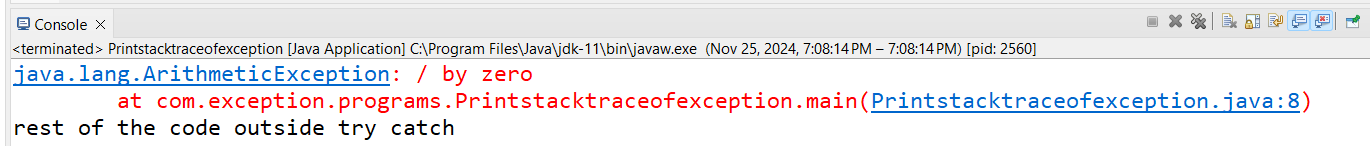 Console
<terminated> Printstacktraceofexception [Java Application] C:\Program Files\Java\jdk-11\bin\javaw.exe (Nov 25, 2024, 7:08:14 PM – 7:08:14 PM) [pid: 2560]
java.lang.ArithmeticException: / by zero
at com.exception.programs.Printstacktraceofexception.main(Printstacktraceofexception.java:8)
rest of the code outside try catch